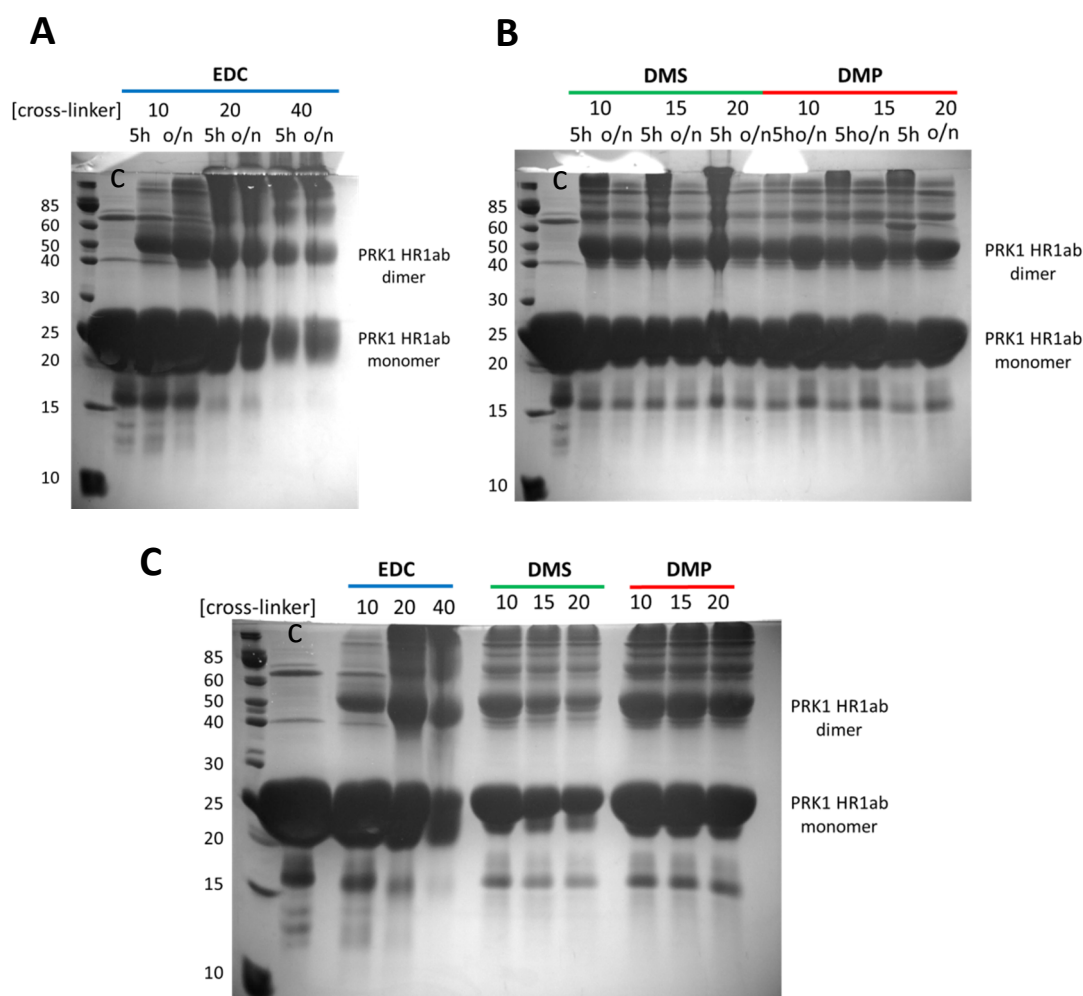 A
EDC
[cross-linker] 10 20 40
5h o/n 5h o/n 5h o/n
C
85
60
50
40
30
25
20
15
10
PRK1 HR1ab
dimer
PRK1 HR1ab
monomer
B
DMS DMP
10 15 20 10 15 20
5h o/n 5h o/n 5h o/n 5ho/n 5ho/n 5h o/n
C
85
60
50
40
30
25
20
15
10
PRK1 HR1ab
dimer
PRK1 HR1ab
monomer
C
EDC DMS DMP
[cross-linker] 10 20 40 10 15 20 10 15 20
C
85
60
50
40
30
25
20
15
10
PRK1 HR1ab
dimer
PRK1 HR1ab
monomer